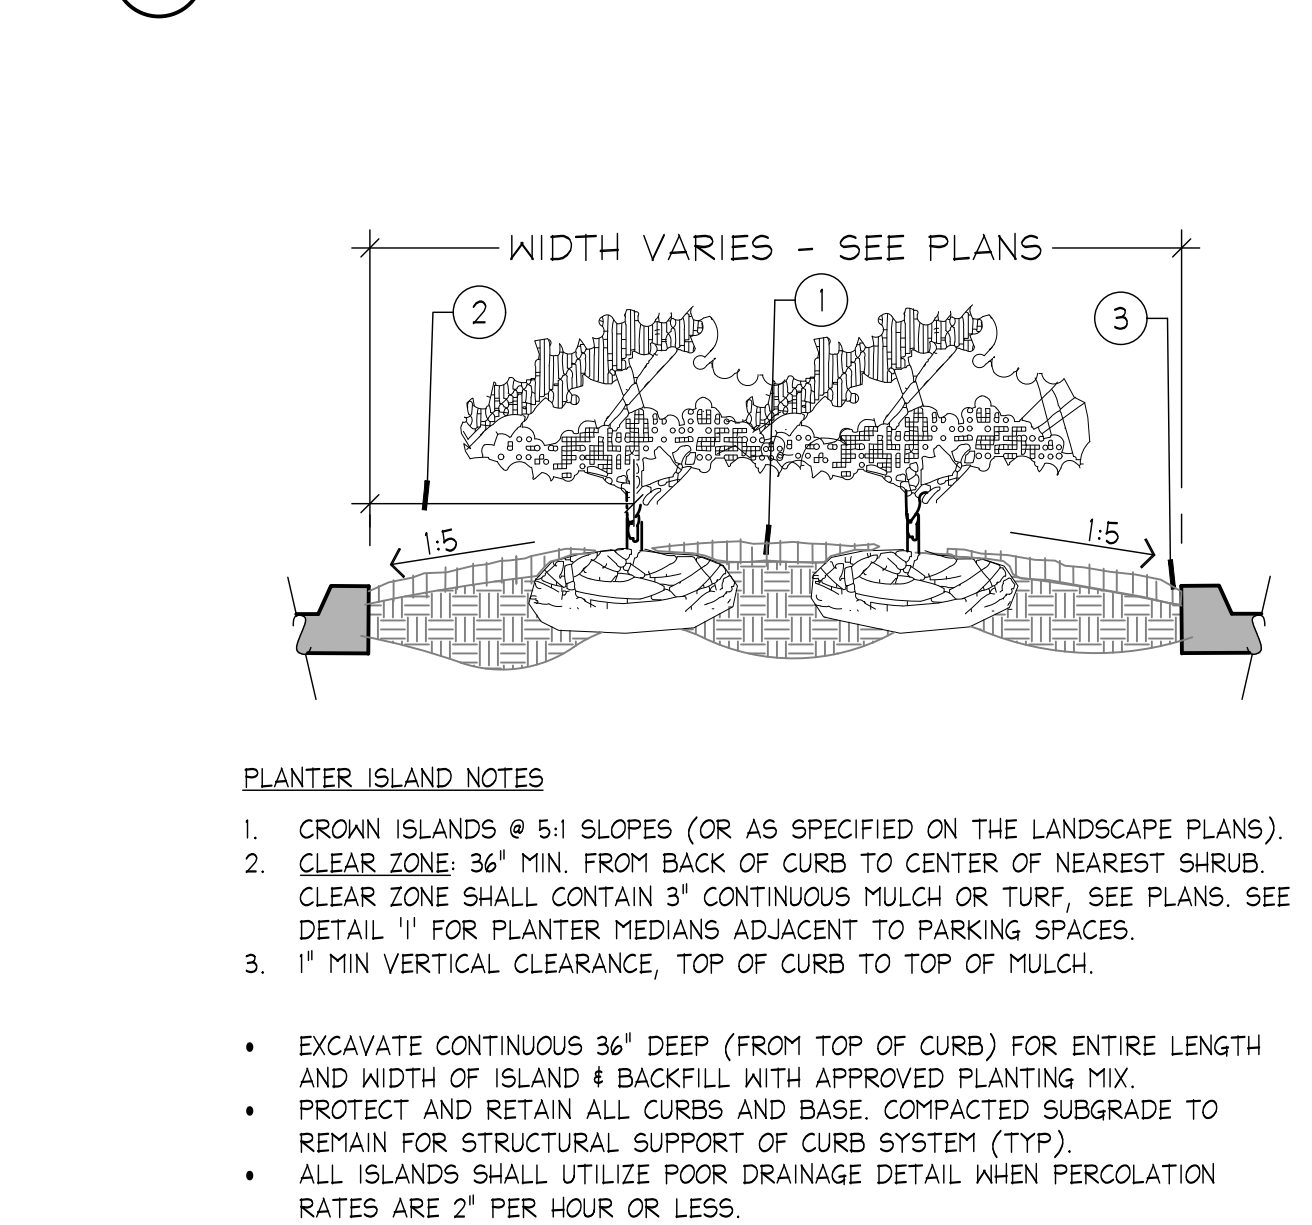 WIDTH VARIES - SEE PLANS
2
1
3
1:5
1:5
PLANTER ISLAND NOTES
1. CROWN ISLANDS @ 5:1 SLOPES (OR AS SPECIFIED ON THE LANDSCAPE PLANS).
2. CLEAR ZONE: 36" MIN. FROM BACK OF CURB TO CENTER OF NEAREST SHRUB.
CLEAR ZONE SHALL CONTAIN 3" CONTINUOUS MULCH OR TURF, SEE PLANS. SEE
DETAIL 'I' FOR PLANTER MEDIANS ADJACENT TO PARKING SPACES.
3. 1" MIN VERTICAL CLEARANCE, TOP OF CURB TO TOP OF MULCH.
• EXCAVATE CONTINUOUS 36" DEEP (FROM TOP OF CURB) FOR ENTIRE LENGTH
AND WIDTH OF ISLAND & BACKFILL WITH APPROVED PLANTING MIX.
• PROTECT AND RETAIN ALL CURBS AND BASE. COMPACTED SUBGRADE TO
REMAIN FOR STRUCTURAL SUPPORT OF CURB SYSTEM (TYP).
• ALL ISLANDS SHALL UTILIZE POOR DRAINAGE DETAIL WHEN PERCOLATION
RATES ARE 2" PER HOUR OR LESS.